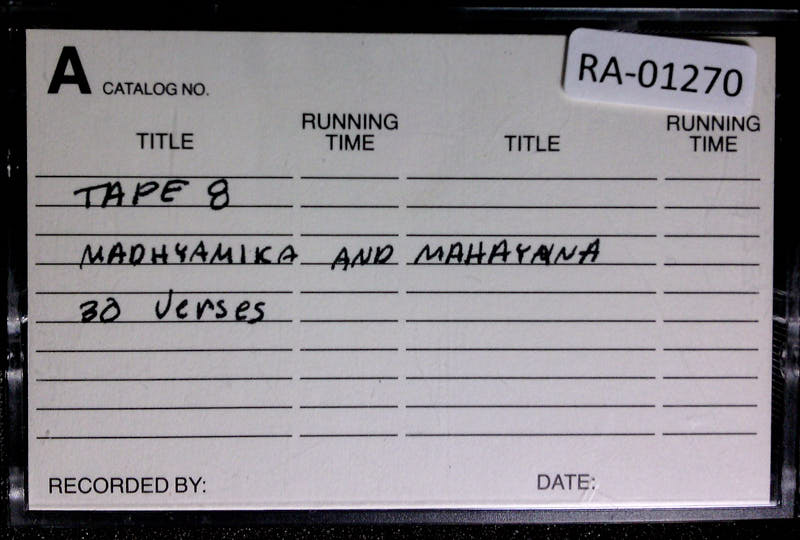 A CATALOG NO.
RA-01270
TITLE RUNNING TIME TITLE RUNNING TIME
TAPE 8
MADHYAMIKA AND MAHAYANA
30 Verses
RECORDED BY: DATE: